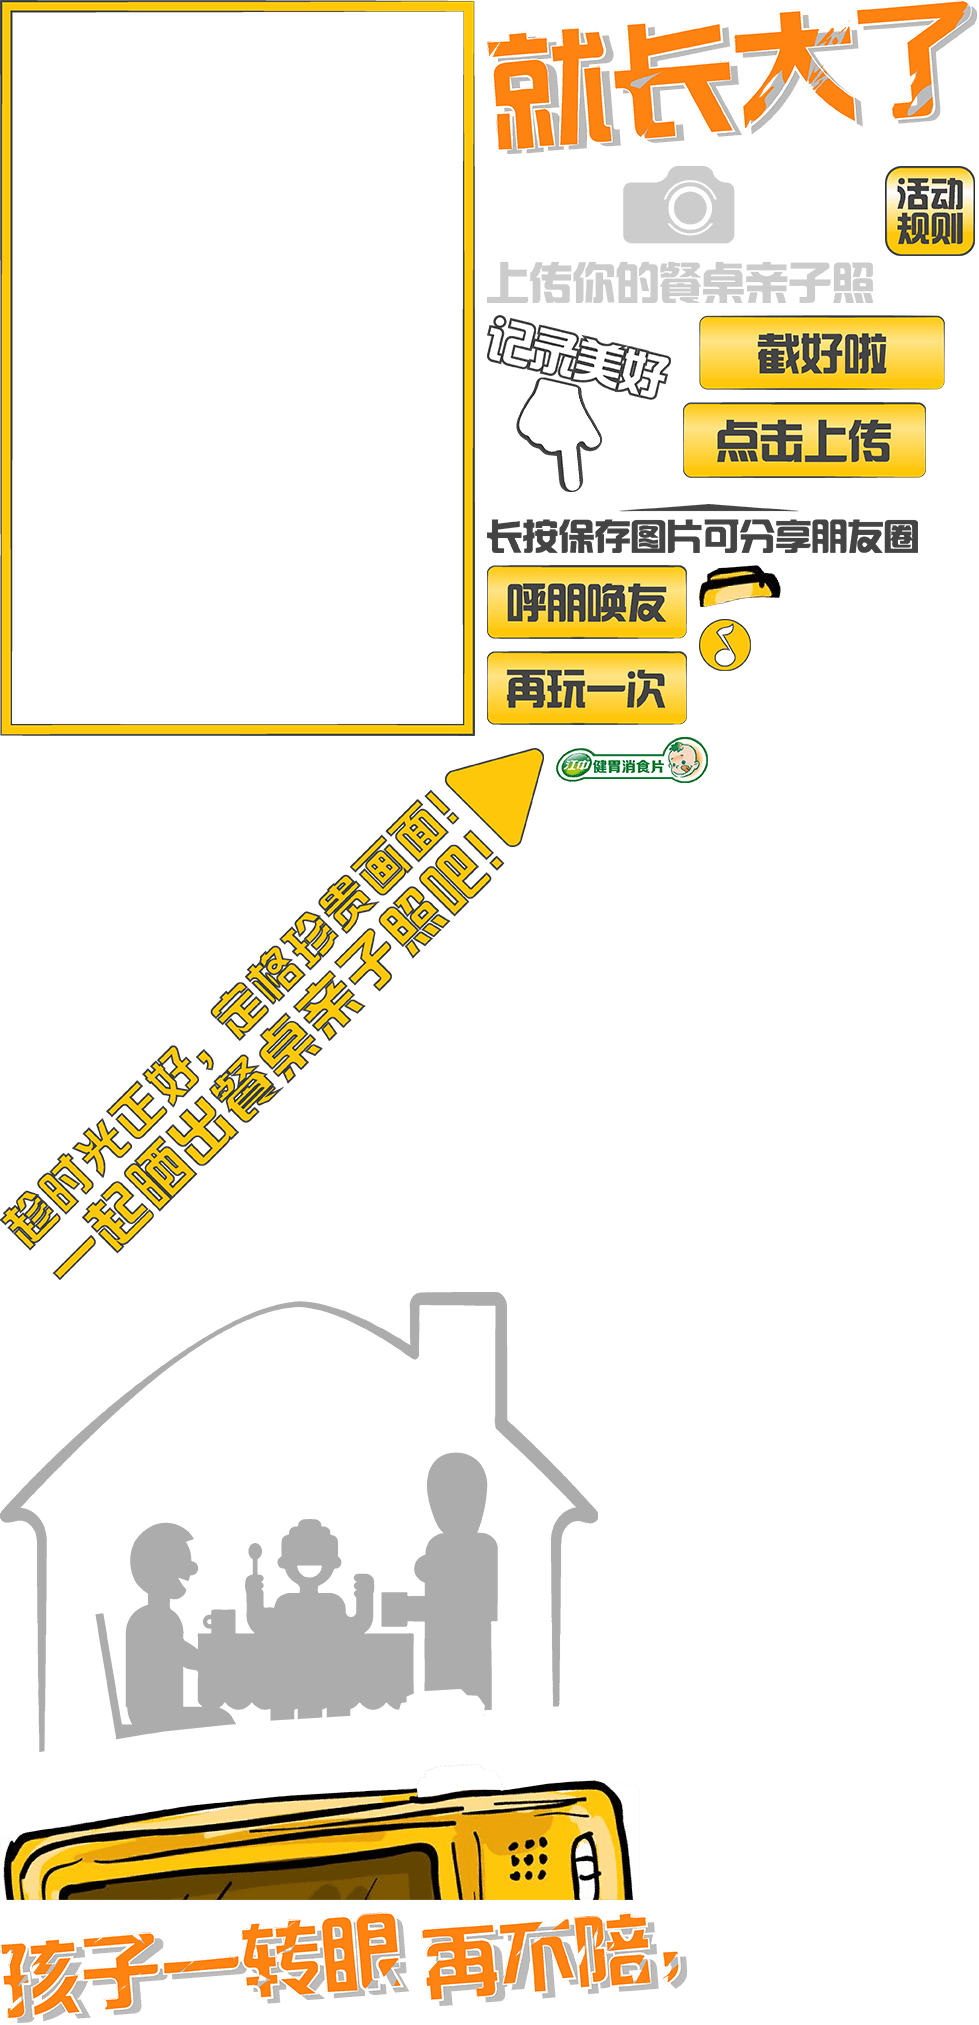 就长大了
活动
规则
上传你的餐桌亲子照
记录美好
截好啦
点击上传
长按保存图片可分享朋友圈
呼朋唤友
再玩一次
江中 健胃消食片
趁时光正好，定格珍贵画面！
一起晒出餐桌亲子照吧！
孩子一转眼 再不陪，